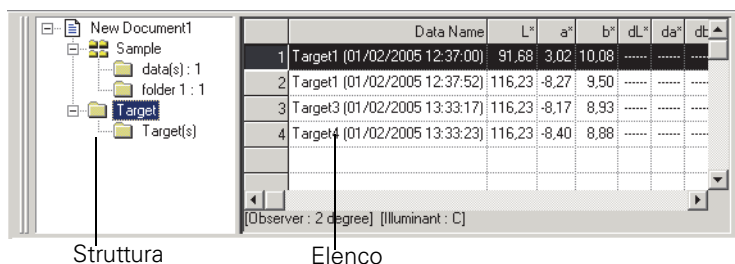 New Document1
Sample
data(s) : 1
folder 1 : 1
Target
Target(s)
Data Name L* a* b* dL* da*
1 Target1 (01/02/2005 12:37:00) 91,68 3,02 10,08
2 Target1 (01/02/2005 12:37:52) 116,23 -8,27 9,50 ----- ----- ----
3 Target3 (01/02/2005 13:33:17) 116,23 -8,17 8,93 ----- ----- ----
4 Target4 (01/02/2005 13:33:23) 116,23 -8,40 8,88 ----- ----- ----
[Observer : 2 degree] [Illuminant : C]
Struttura
Elenco